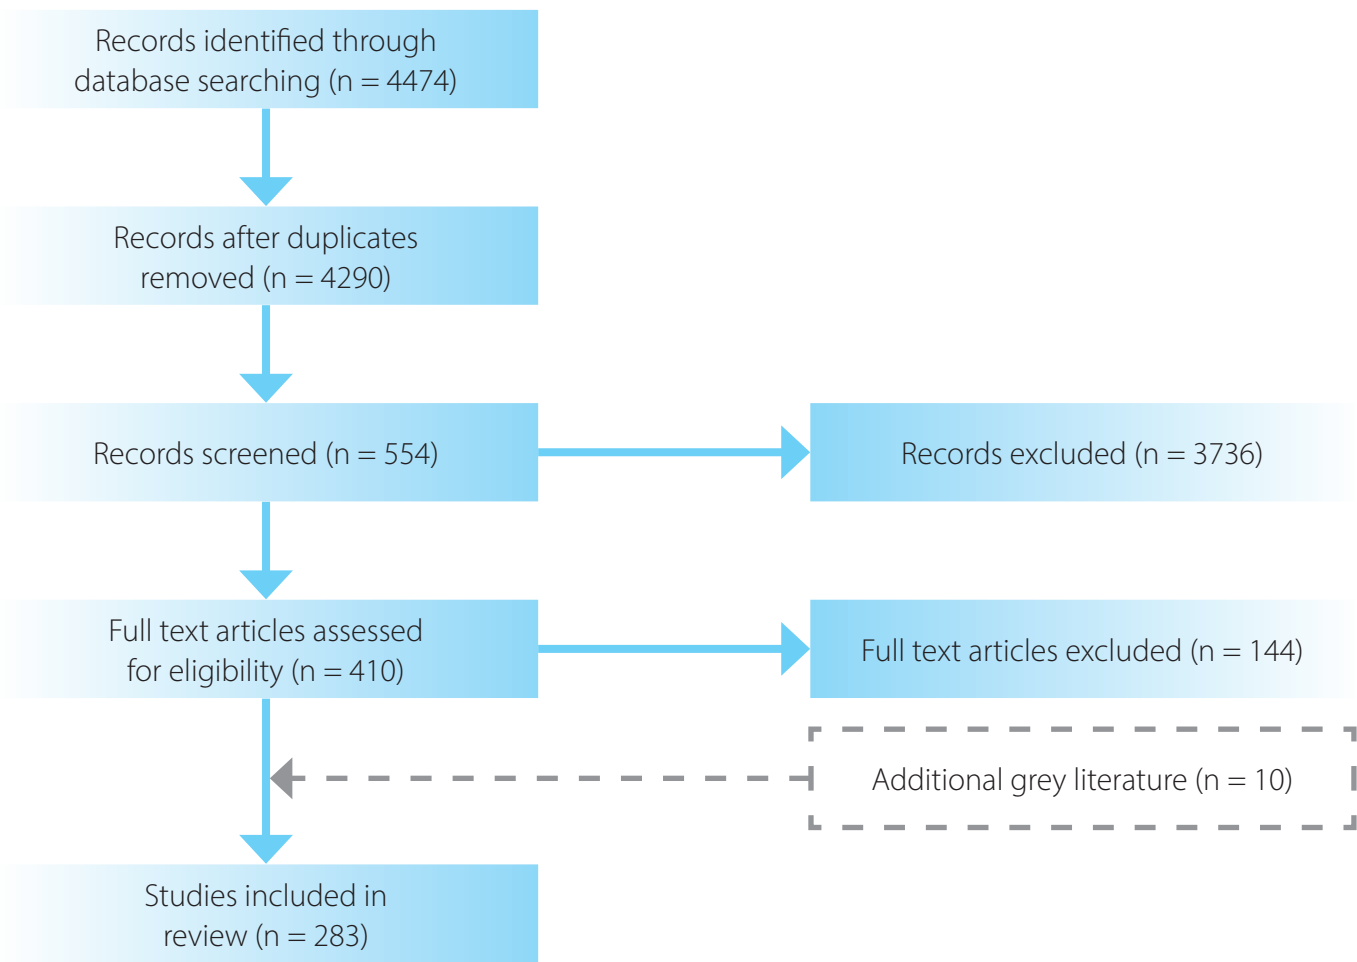 Records identified through
database searching (n = 4474)
Records after duplicates
removed (n = 4290)
Records screened (n = 554)
Records excluded (n = 3736)
Full text articles assessed
for eligibility (n = 410)
Full text articles excluded (n = 144)
Additional grey literature (n = 10)
Studies included in
review (n = 283)